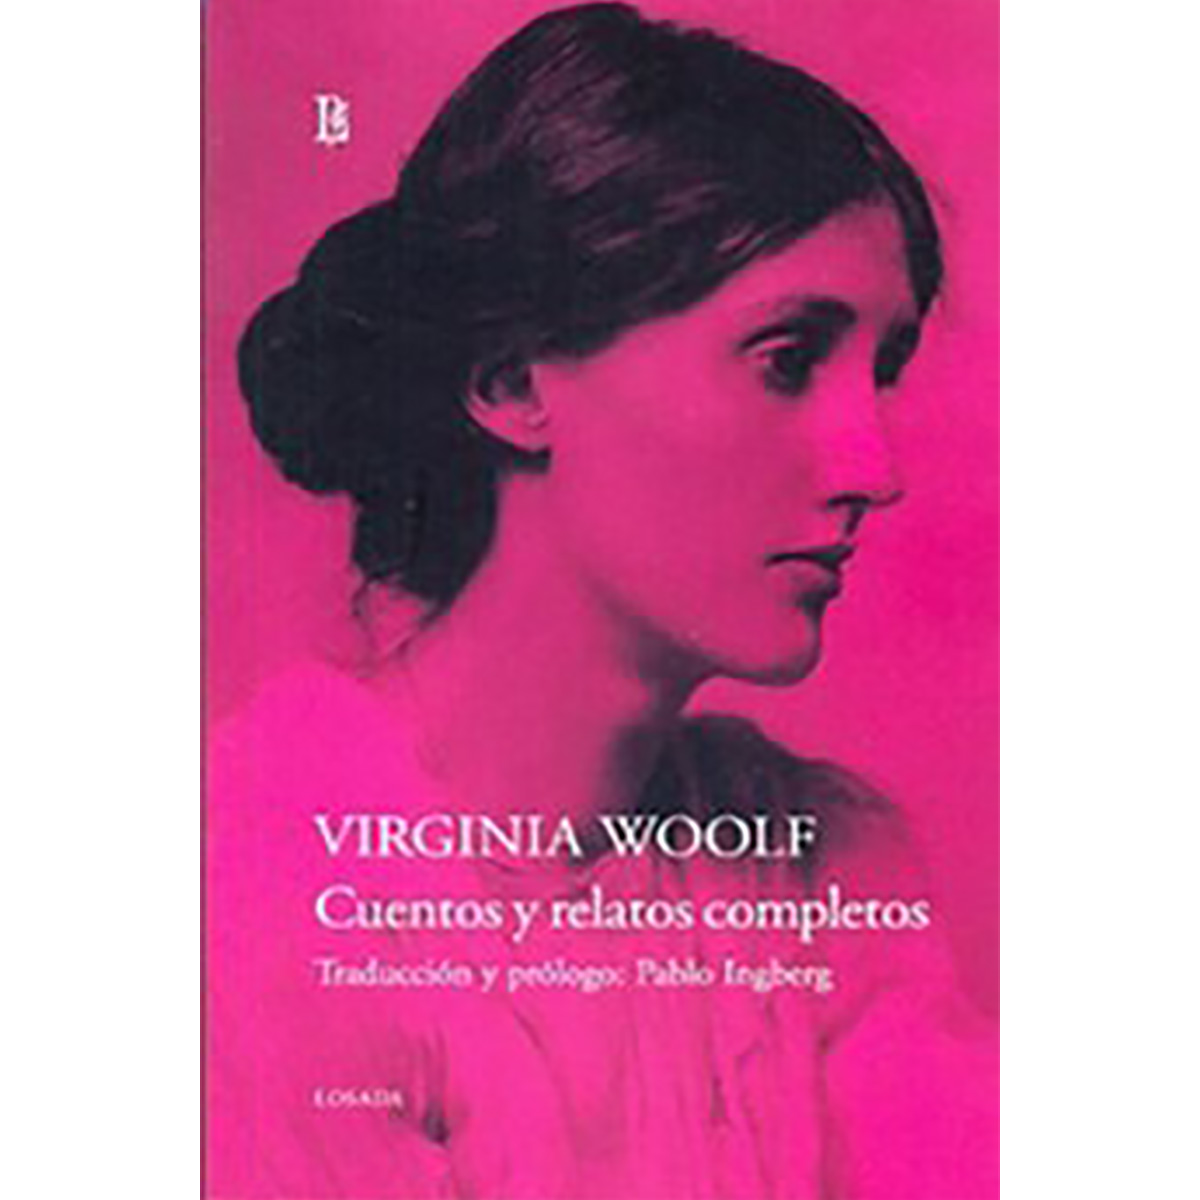 VIRGINIA WOOLF
Cuentos y relatos completos
Traducción y prólogo: Pablo Ingberg
LOSADA